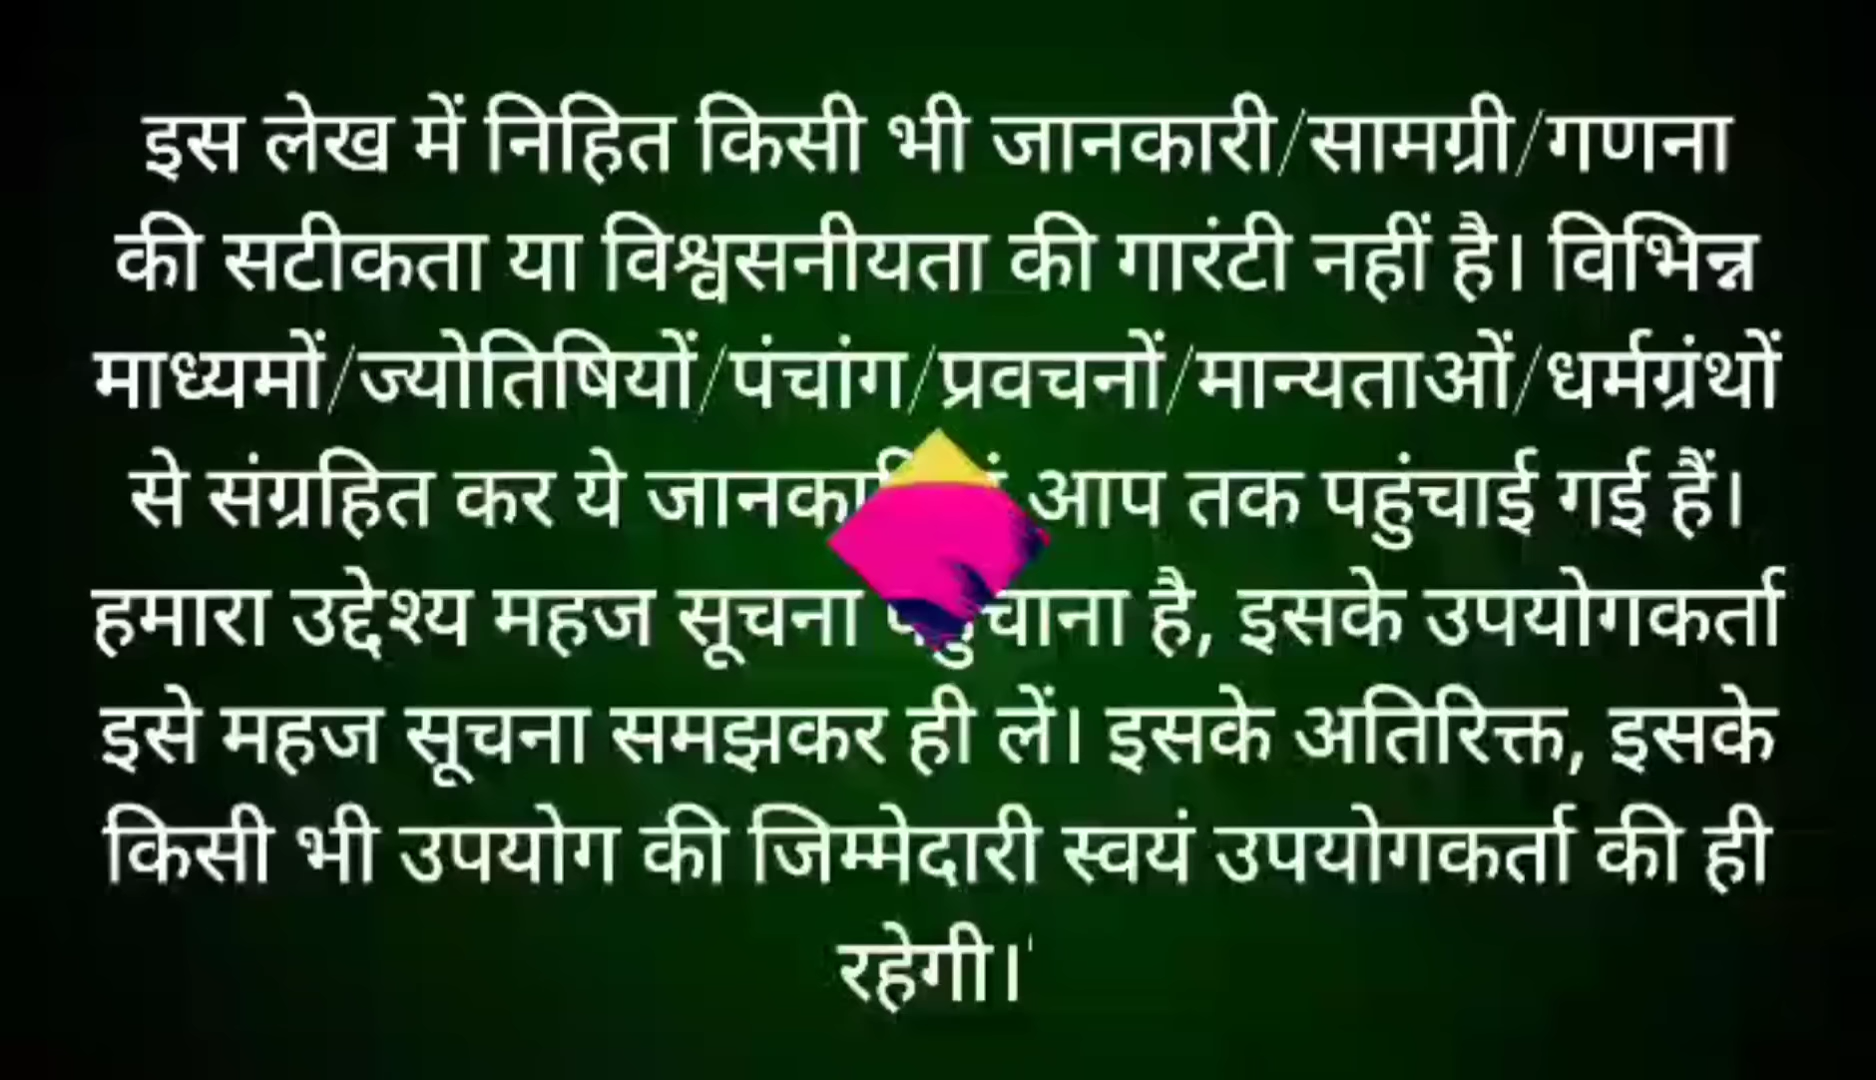 इस लेख में निहित किसी भी जानकारी/सामग्री/गणना
की सटीकता या विश्वसनीयता की गारंटी नहीं है। विभिन्न
माध्यमों/ज्योतिषियों/पंचांग/प्रवचनों/मान्यताओं/धर्मग्रंथों
से संग्रहित कर ये आप तक पहुंचाई गई हैं।
हमारा उद्देश्य महज सूचना है, इसके उपयोगकर्ता
इसे महज सूचना समझकर ही लें। इसके अतिरिक्त, इसके
किसी भी उपयोग की जिम्मेदारी स्वयं उपयोगकर्ता की ही
रहेगी।'